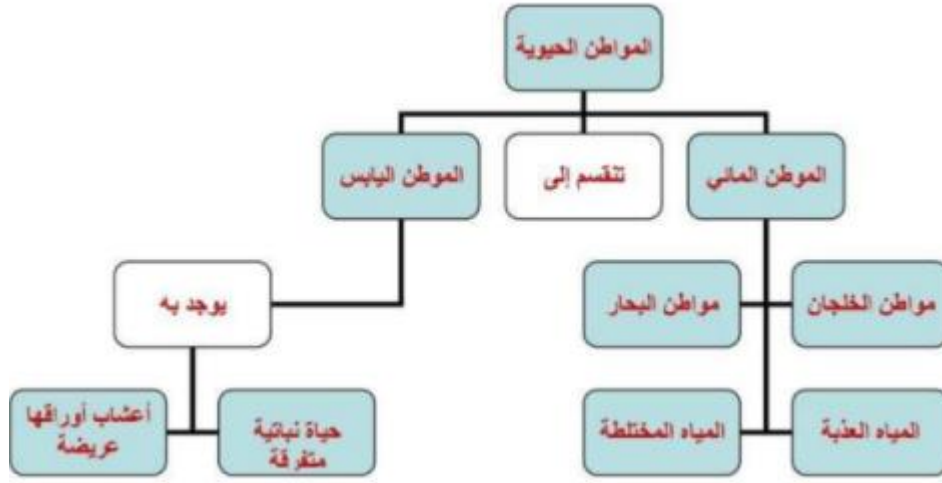 المواطن الحيوية
الموطن المائي
تنقسم إلى
الموطن اليابس
مواطن الخلجان
مواطن البحار
يوجد به
المياه العذبة
المياه المختلطة
حياة نباتية
متفرقة
أعشاب أوراقها
عريضة